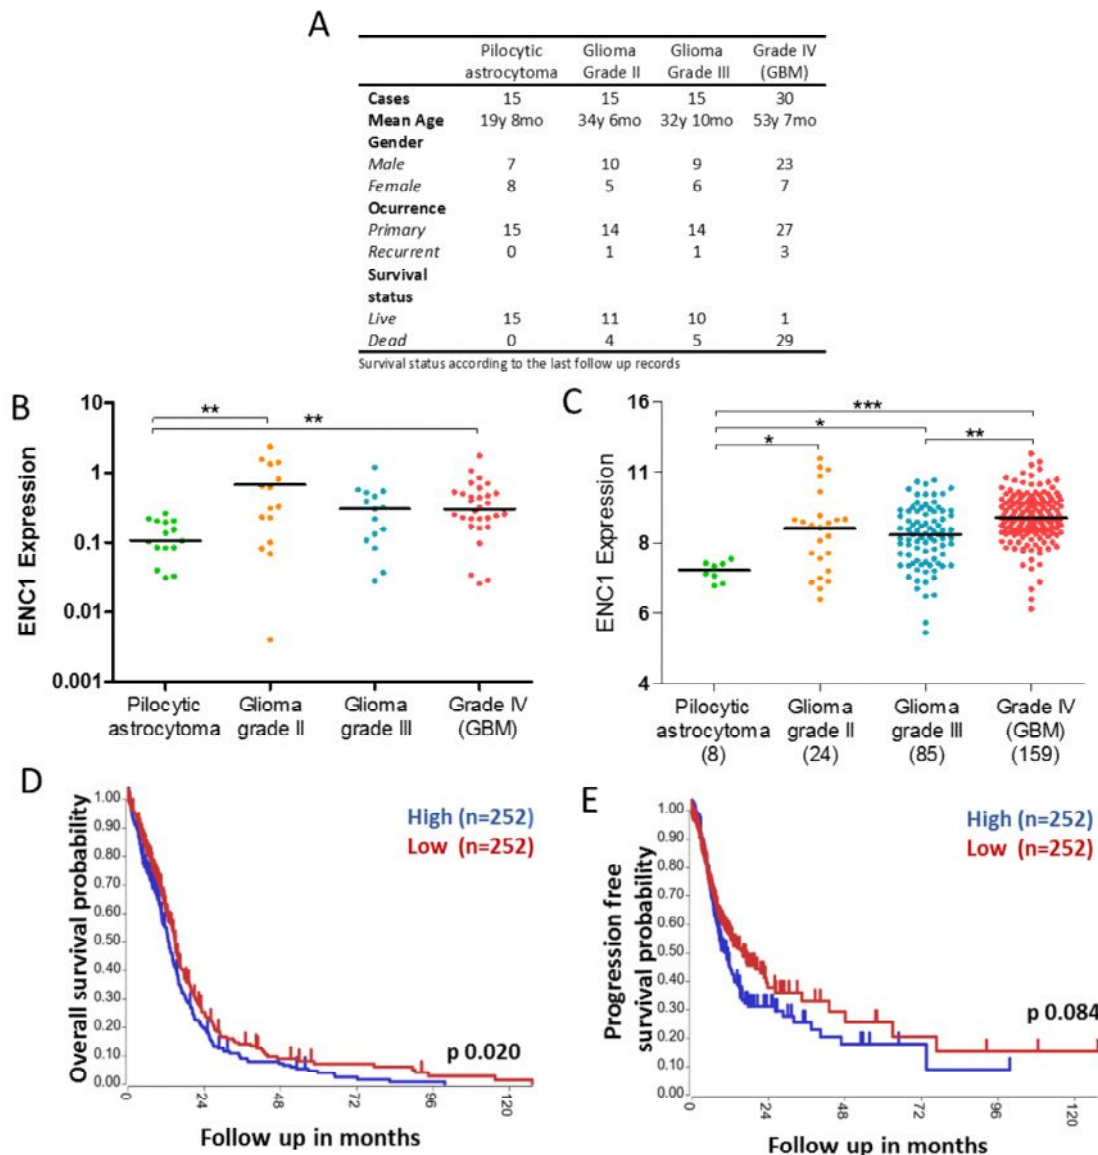 A
Pilocytic astrocytoma Glioma Grade II Glioma Grade III Grade IV (GBM)
Cases 15 15 15 30
Mean Age 19y 8mo 34y 6mo 32y 10mo 53y 7mo
Gender
Male 7 10 9 23
Female 8 5 6 7
Ocurrence
Primary 15 14 14 27
Recurrent 0 1 1 3
Survival
status
Live 15 11 10 1
Dead 0 4 5 29
Survival status according to the last follow up records
B
ENC1 Expression
10
1
0.1
0.01
0.001
** **
Pilocytic astrocytoma Glioma grade II Glioma grade III Grade IV (GBM)
C
ENC1 Expression
16
11
8
6
4
***
*
* **
Pilocytic astrocytoma (8) Glioma grade II (24) Glioma grade III (85) Grade IV (GBM) (159)
D
Overall survival probability
1.00
0.90
0.80
0.70
0.60
0.50
0.40
0.30
0.20
0.10
0.00
High (n=252)
Low (n=252)
p 0.020
0 24 48 72 96 120
Follow up in months
E
Progression free
survival probability
1.00
0.90
0.80
0.70
0.60
0.50
0.40
0.30
0.20
0.10
0.00
High (n=252)
Low (n=252)
p 0.084
0 24 48 72 96 120
Follow up in months